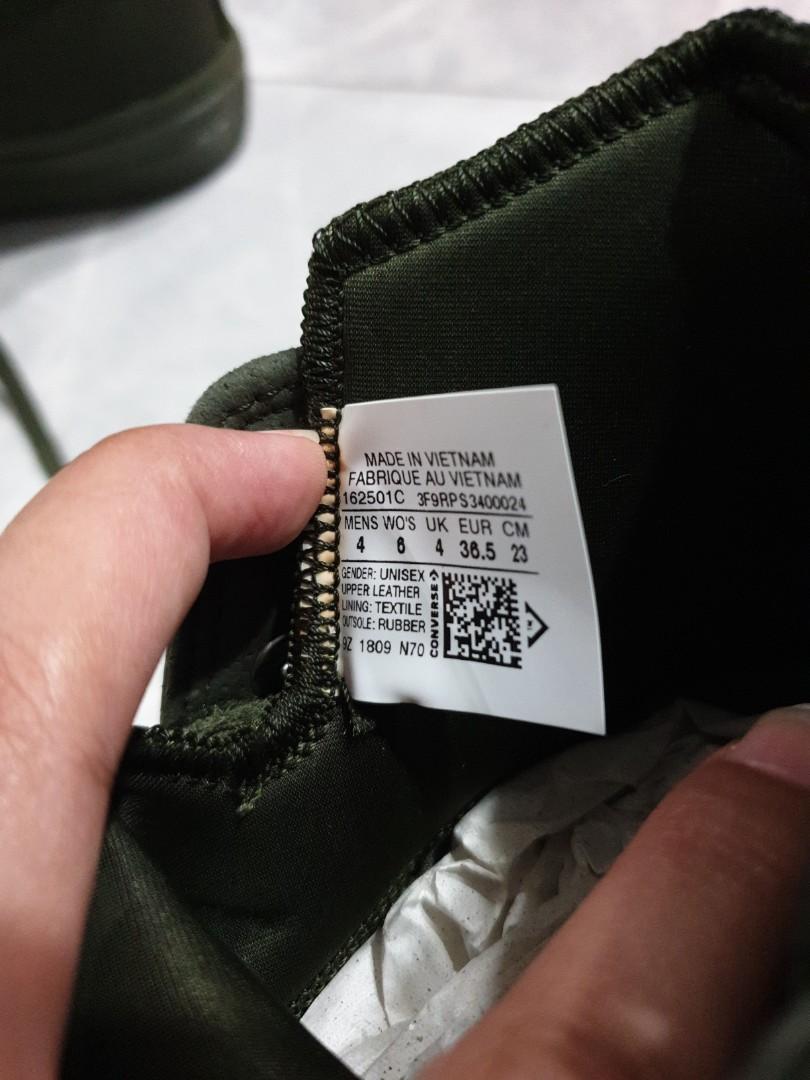 MADE IN VIETNAM
FABRIQUE AU VIETNAM
162501C 3F9RPS3400024
MENS WO'S UK EUR CM
4 6 4 36.5 23
GENDER: UNISEX
UPPER LEATHER
LINING: TEXTILE
OUTSOLE: RUBBER
9Z 1809 N70
CONVERSE
TM